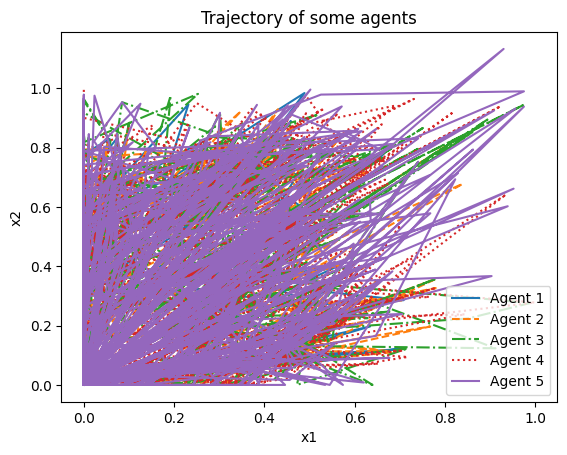 Trajectory of some agents
x2
1.0
0.8
0.6
0.4
0.2
0.0
Agent 1
Agent 2
Agent 3
Agent 4
Agent 5
0.0 0.2 0.4 0.6 0.8 1.0
x1